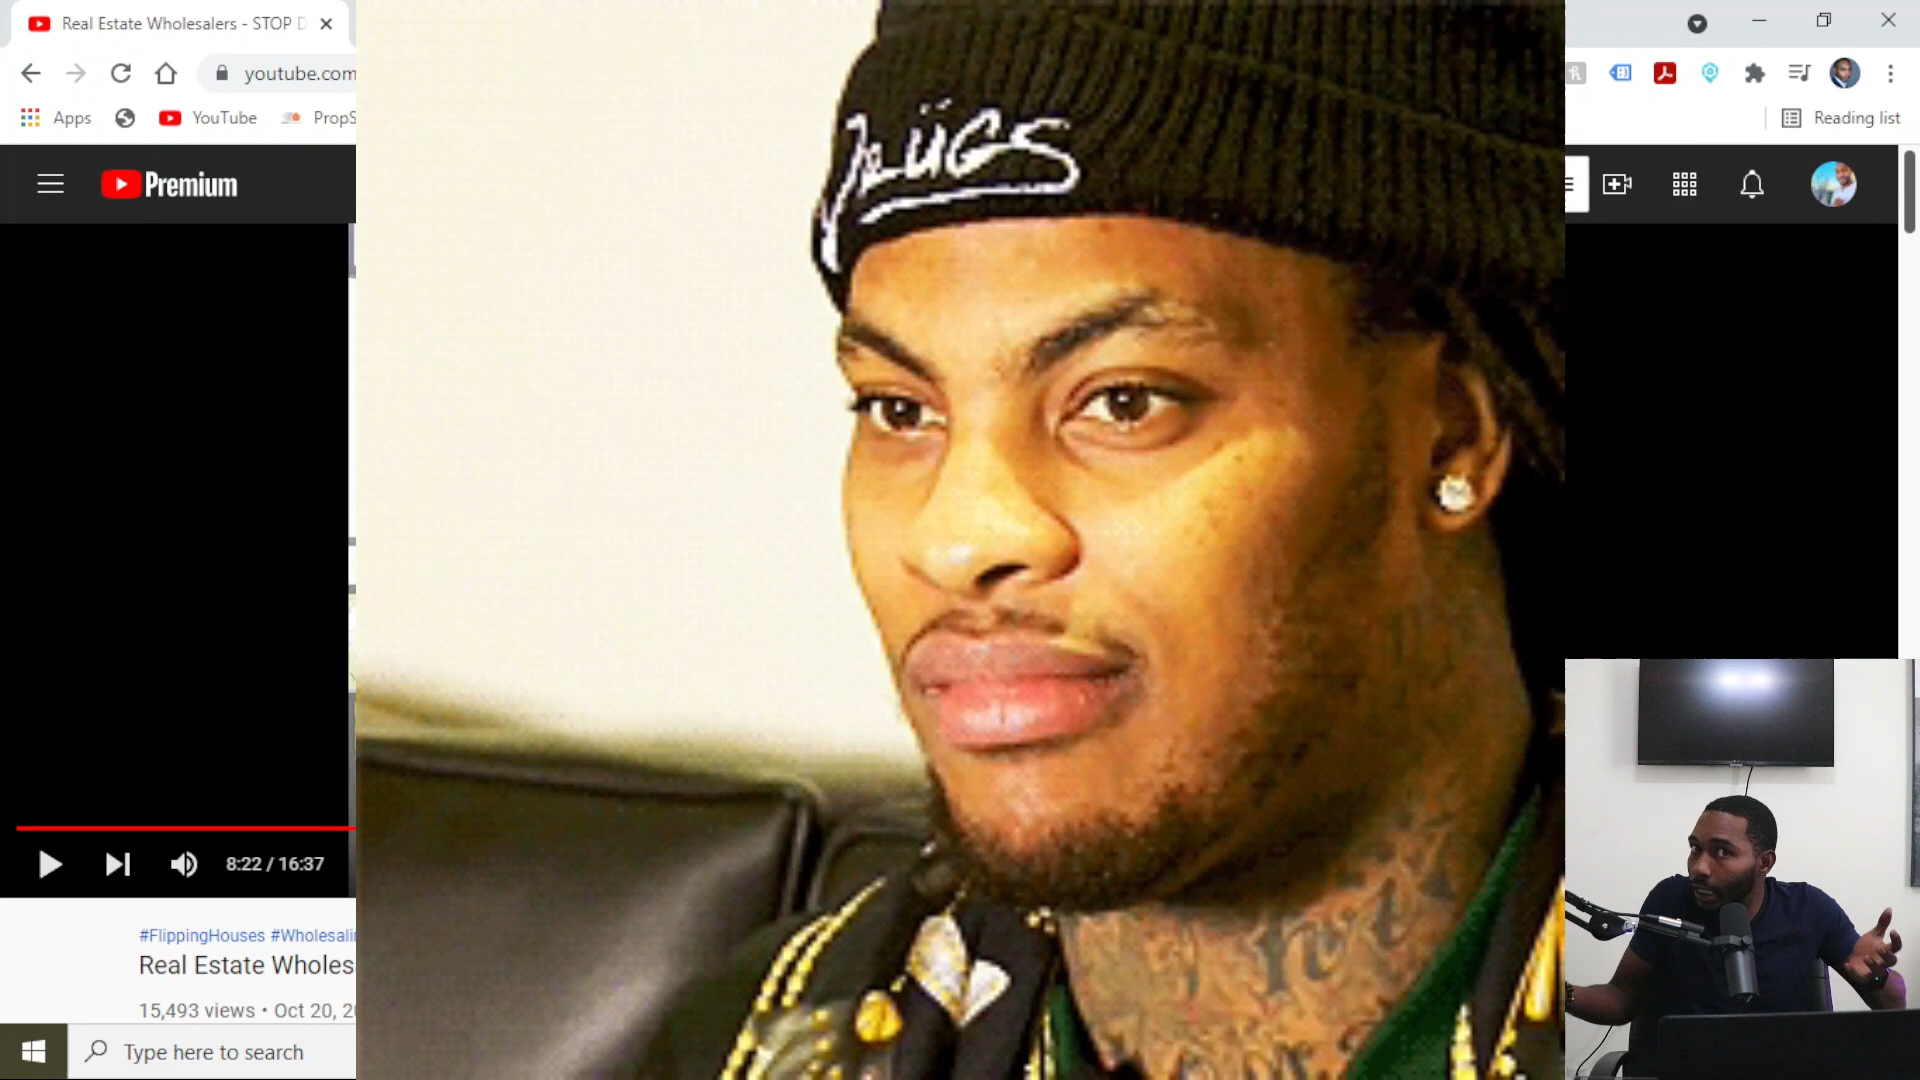 Real Estate Wholesalers - STOP D
youtube.com
Apps
YouTube
PropS
Reading list
Premium
8:22 / 16:37
#FlippingHouses #Wholesalin
Real Estate Wholes
15,493 views • Oct 20, 2
Type here to search